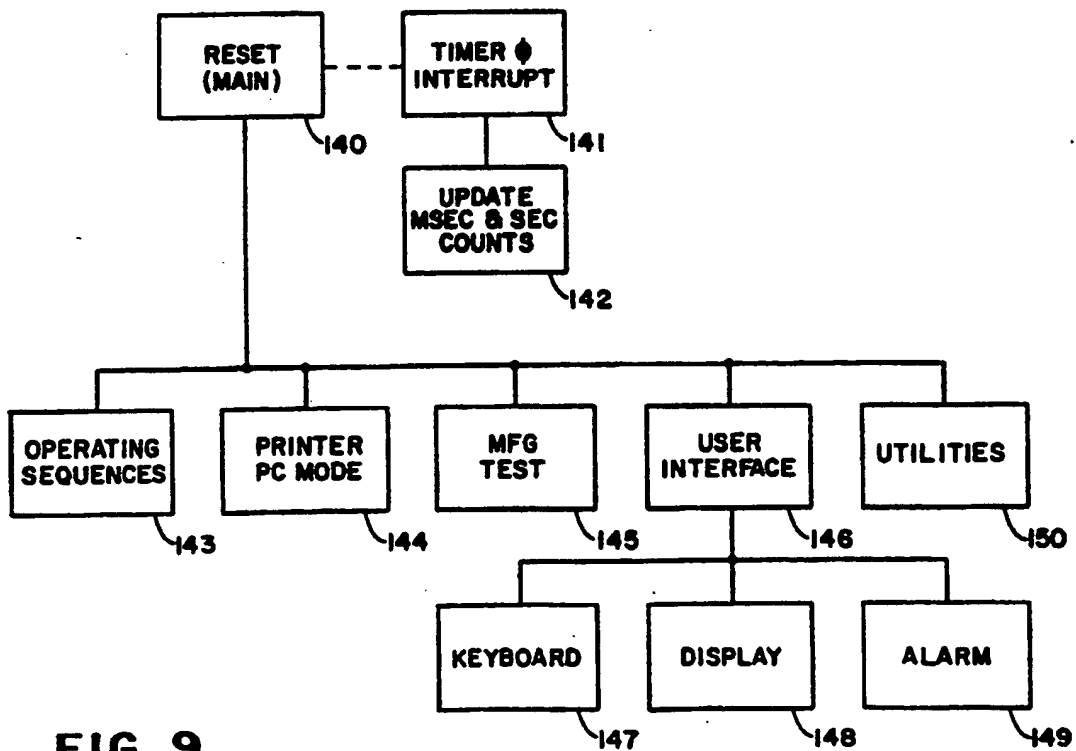 RESET
(MAIN)
140
TIMER ϕ
INTERRUPT
141
UPDATE
MSEC & SEC
COUNTS
142
OPERATING
SEQUENCES
143
PRINTER
PC MODE
144
MFG
TEST
145
USER
INTERFACE
146
UTILITIES
150
KEYBOARD
147
DISPLAY
148
ALARM
149
FIG. 9